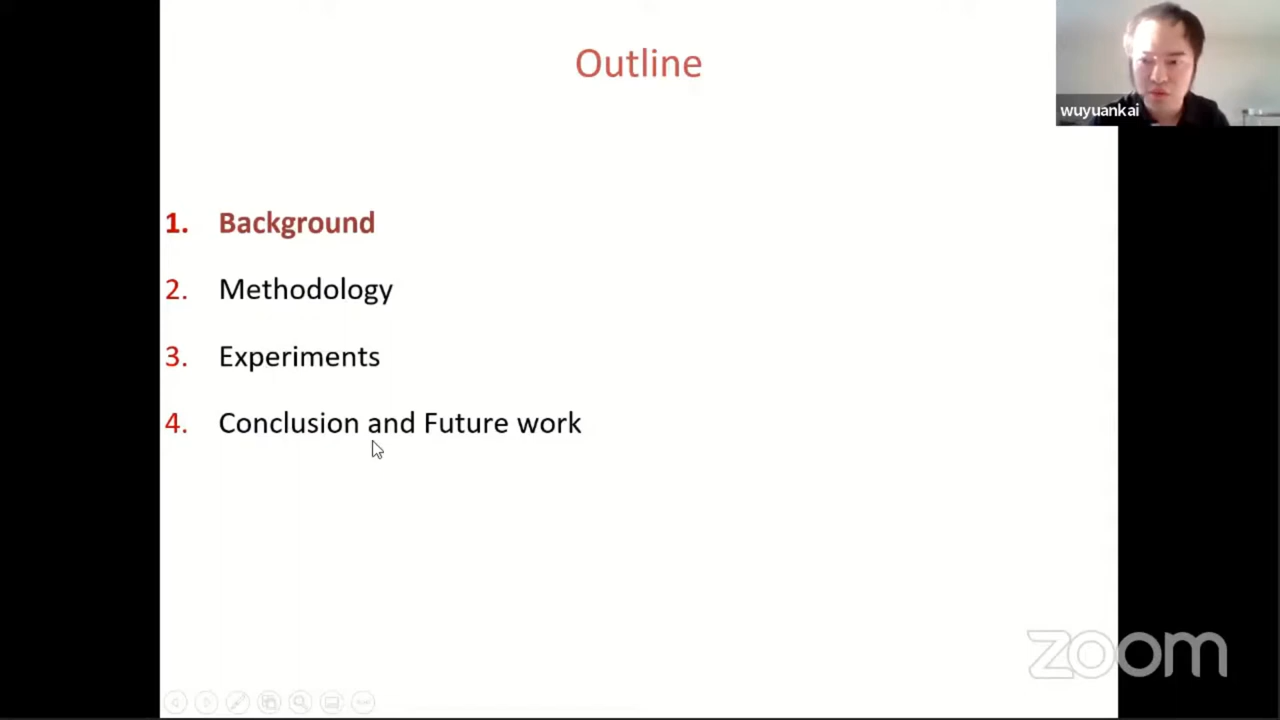 Outline
wuyuankai
1. Background
2. Methodology
3. Experiments
4. Conclusion and Future work
zoom